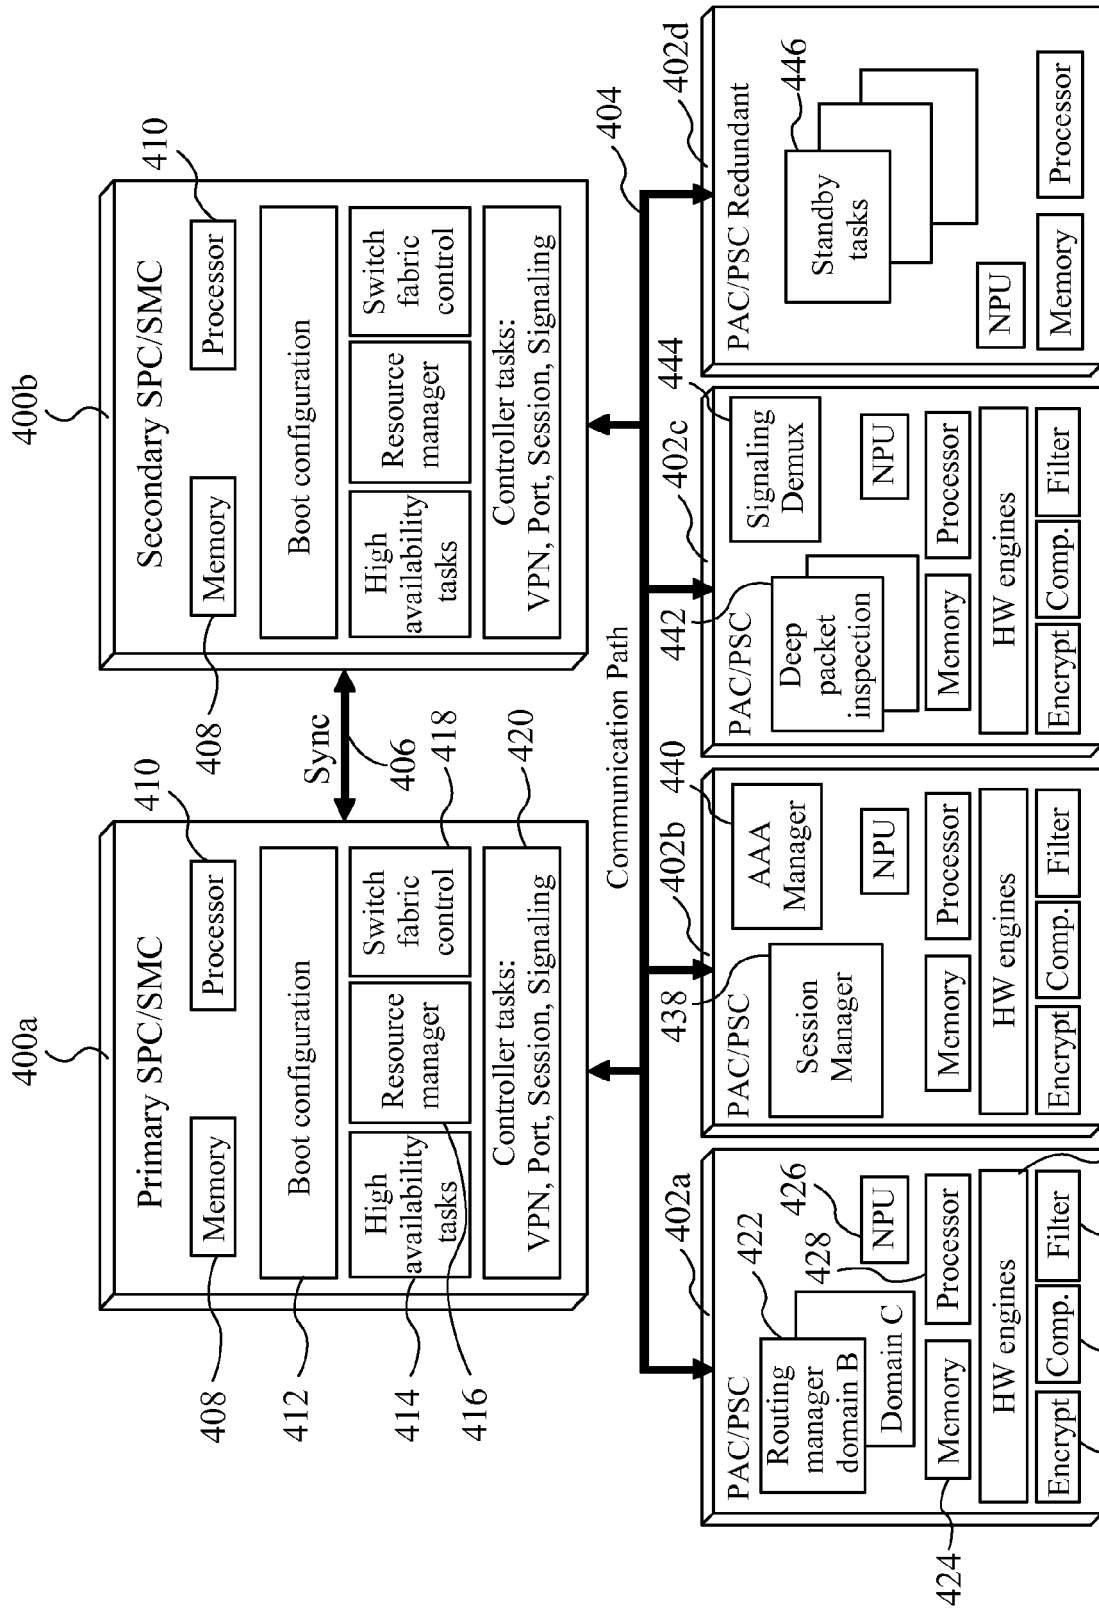 400a
Primary SPC/SMC
408
Memory
Processor
410
412
Boot configuration
414
High
availability
tasks
416
Resource
manager
Switch
fabric
control
418
Controller tasks:
VPN, Port, Session, Signaling
420
Sync
406
400b
Secondary SPC/SMC
408
Memory
Processor
410
Boot configuration
High
availability
tasks
Resource
manager
Switch
fabric
control
Controller tasks:
VPN, Port, Session, Signaling
Communication Path
404
402a
PAC/PSC
422
Routing
manager
domain B
Domain C
426
NPU
428
424
Memory
Processor
HW engines
Encrypt
Comp.
Filter
402b
PAC/PSC
438
Session
Manager
440
AAA
Manager
NPU
Memory
Processor
HW engines
Encrypt
Comp.
Filter
402c
PAC/PSC
442
Deep
packet
inspection
444
Signaling
Demux
NPU
Memory
Processor
HW engines
Encrypt
Comp.
Filter
402d
PAC/PSC Redundant
446
Standby
tasks
NPU
Memory
Processor